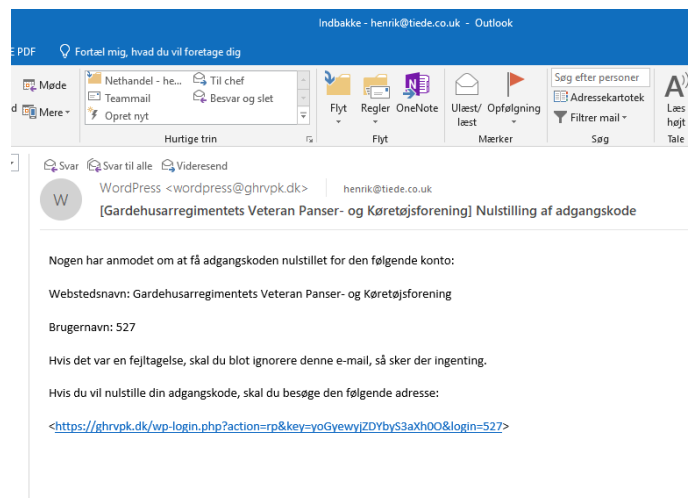 Indbakke - henrik@tiede.co.uk - Outlook
E PDF Fortæl mig, hvad du vil foretage dig
Møde
Mere
Nethandel - he...
Til chef
Teammail
Besvar og slet
Opret nyt
Hurtige trin
Flyt
Regler
OneNote
Flyt
Ulæst/
læst
Opfølgning
Mærker
Søg efter personer
Adressekartotek
Filtrer mail
Søg
Læs
højt
Tale
Svar Svar til alle Videresend
W
WordPress <wordpress@ghrvpk.dk> henrik@tiede.co.uk
[Gardehusarregimentets Veteran Panser- og Køretøjsforening] Nulstilling af adgangskode
Nogen har anmodet om at få adgangskoden nulstillet for den følgende konto:
Webstedsnavn: Gardehusarregimentets Veteran Panser- og Køretøjsforening
Brugernavn: 527
Hvis det var en fejltagelse, skal du blot ignorere denne e-mail, så sker der ingenting.
Hvis du vil nulstille din adgangskode, skal du besøge den følgende adresse:
<https://ghrvpk.dk/wp-login.php?action=rp&key=yoGyewyjZDYbyS3aXh0O&login=527>